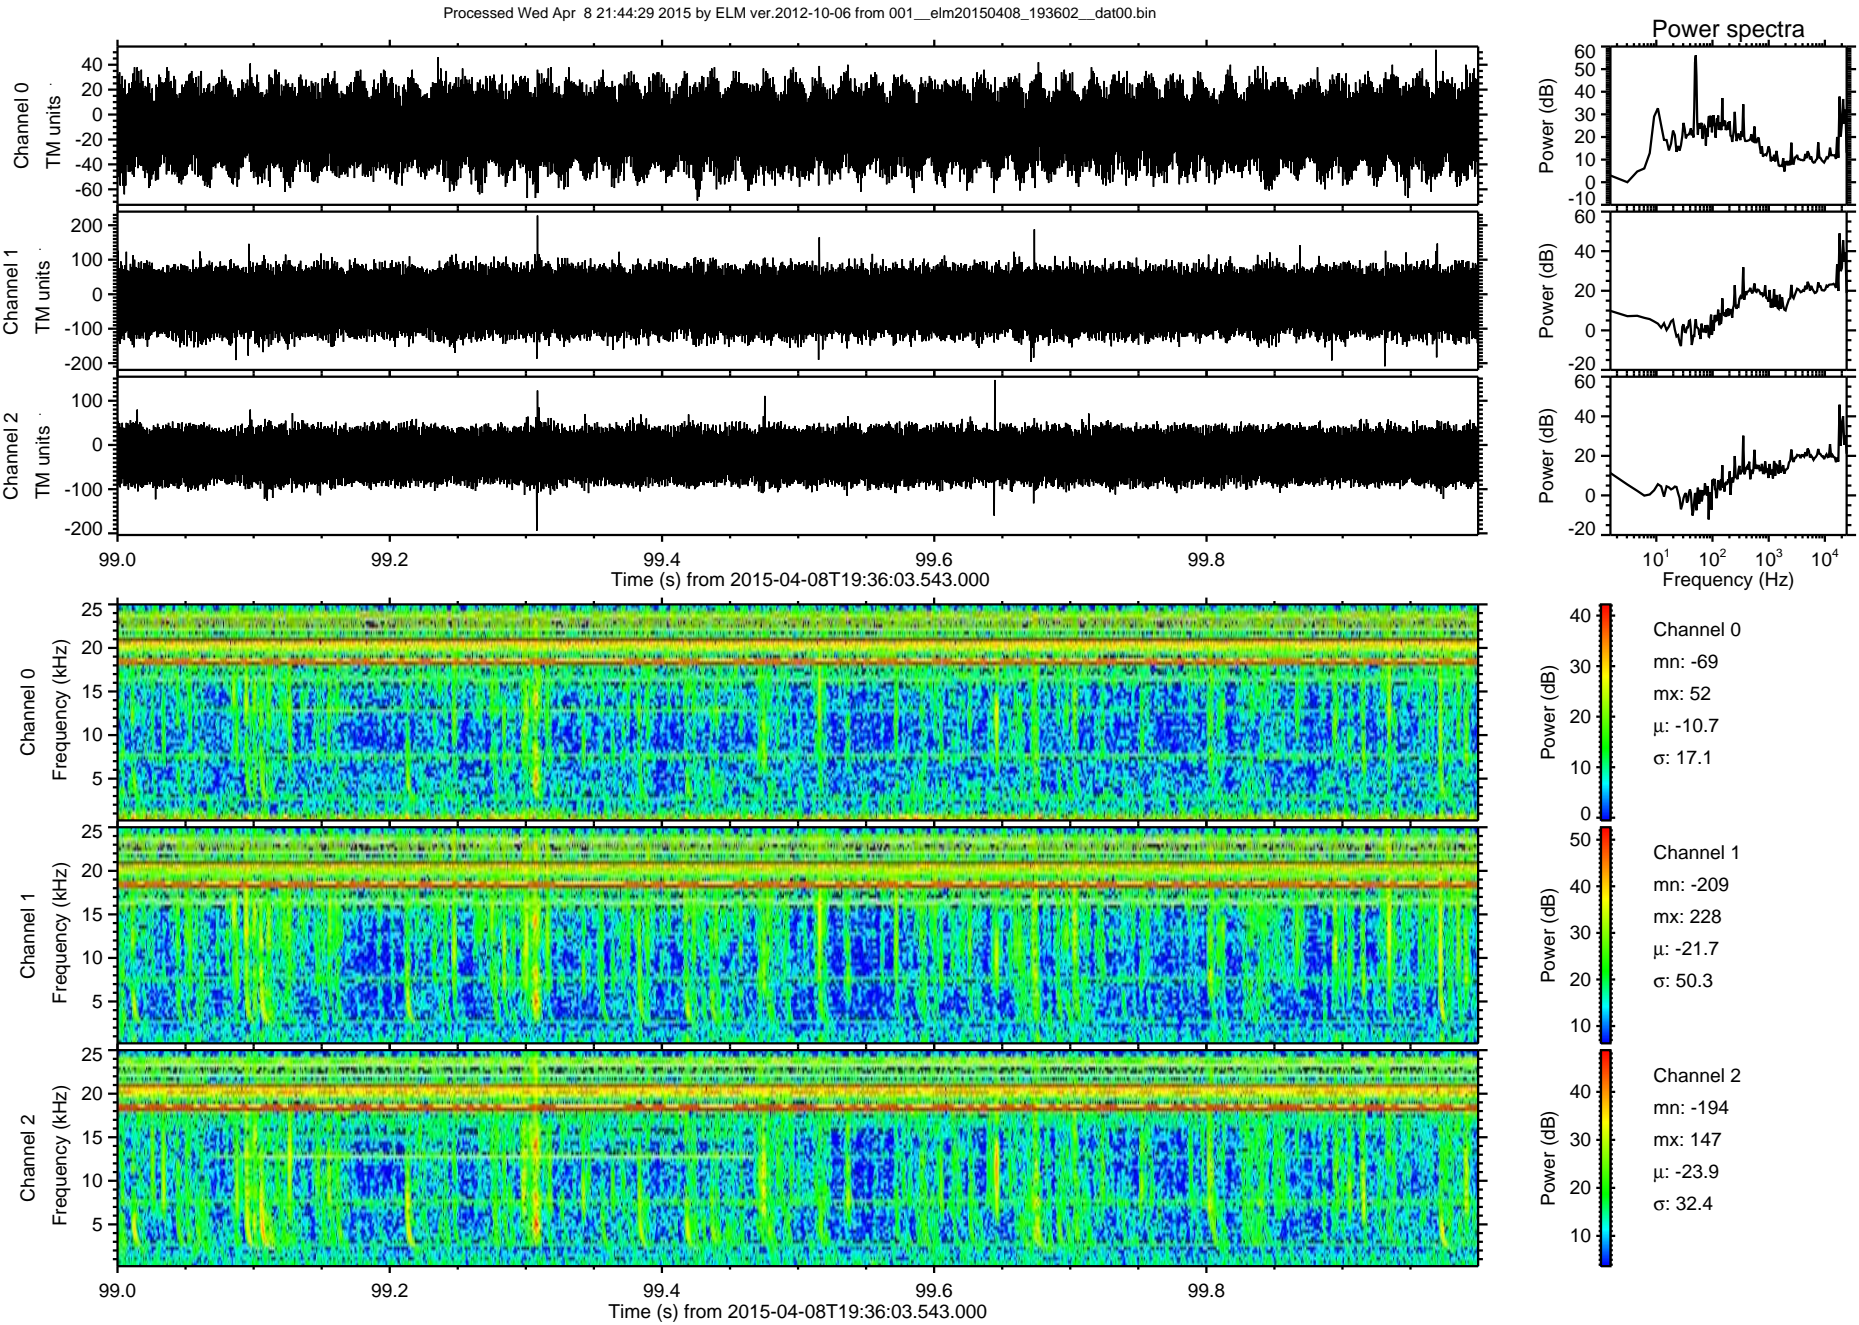 Processed Wed Apr  8 21:44:29 2015 by ELM ver.2012-10-06 from 001__elm20150408_193602__dat00.bin
Power spectra
Channel 0
TM units
40
20
0
-20
-40
-60
Power (dB)
60
50
40
30
20
10
0
-10
Channel 1
TM units
200
100
0
-100
-200
Power (dB)
60
40
20
0
-20
Channel 2
TM units
100
0
-100
-200
Power (dB)
60
40
20
0
-20
99.0 99.2 99.4 99.6 99.8
Time (s) from 2015-04-08T19:36:03.543.000
10¹ 10² 10³ 10⁴
Frequency (Hz)
Channel 0
Frequency (kHz)
25
20
15
10
5
Power (dB)
40
30
20
10
0
Channel 0
mn: -69
mx: 52
μ: -10.7
σ: 17.1
Channel 1
Frequency (kHz)
25
20
15
10
5
Power (dB)
50
40
30
20
10
Channel 1
mn: -209
mx: 228
μ: -21.7
σ: 50.3
Channel 2
Frequency (kHz)
25
20
15
10
5
Power (dB)
40
30
20
10
Channel 2
mn: -194
mx: 147
μ: -23.9
σ: 32.4
99.0 99.2 99.4 99.6 99.8
Time (s) from 2015-04-08T19:36:03.543.000